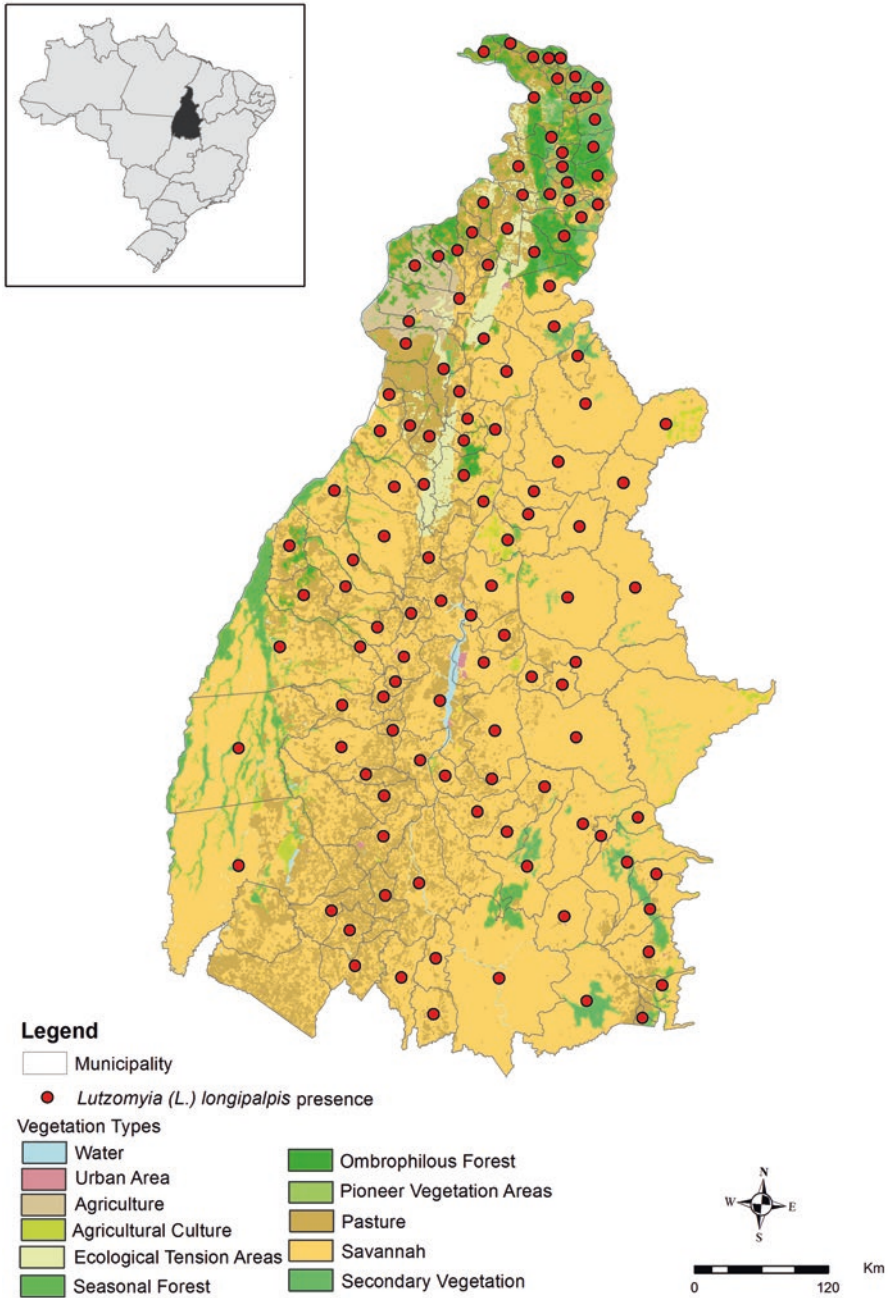 Legend
Municipality
Lutzomyia (L.) longipalpis presence
Vegetation Types
Water
Urban Area
Agriculture
Agricultural Culture
Ecological Tension Areas
Seasonal Forest
Ombrophilous Forest
Pioneer Vegetation Areas
Pasture
Savannah
Secondary Vegetation
N
W E
S
Km
0 120